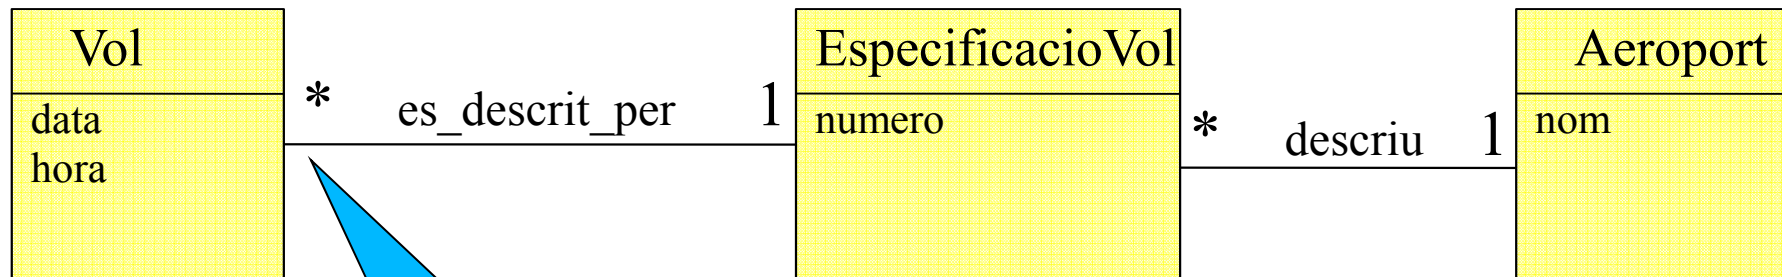 Vol
data
hora
* es_descrit_per 1
EspecificacioVol
numero
* descriu 1
Aeroport
nom